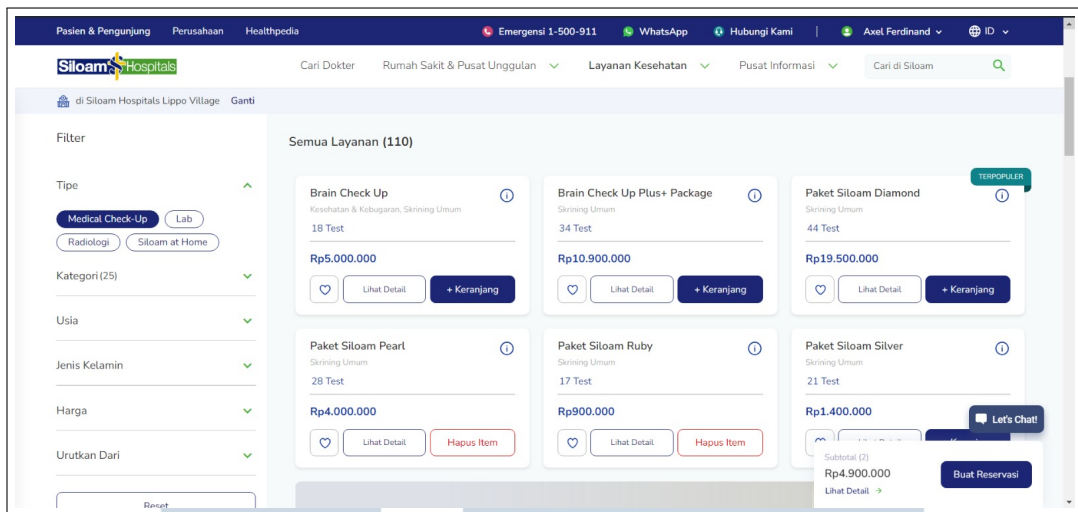 Pasien & Pengunjung Perusahaan Healthpedia Emergensi 1-500-911 WhatsApp Hubungi Kami | Axel Ferdinand ID
Siloam Hospitals Cari Dokter Rumah Sakit & Pusat Unggulan Layanan Kesehatan Pusat Informasi Cari di Siloam
di Siloam Hospitals Lippo Village Ganti
Filter
Tipe
Medical Check-Up Lab
Radiologi Siloam at Home
Kategori (25)
Usia
Jenis Kelamin
Harga
Urutkan Dari
Reset
Semua Layanan (110)
Brain Check Up
Kesehatan & Kebugaran, Skrining Umum
18 Test
Rp5.000.000
Lihat Detail + Keranjang
Brain Check Up Plus+ Package
Skrining Umum
34 Test
Rp10.900.000
Lihat Detail + Keranjang
TERPOPULER
Paket Siloam Diamond
Skrining Umum
44 Test
Rp19.500.000
Lihat Detail + Keranjang
Paket Siloam Pearl
Skrining Umum
28 Test
Rp4.000.000
Lihat Detail Hapus Item
Paket Siloam Ruby
Skrining Umum
17 Test
Rp900.000
Lihat Detail Hapus Item
Paket Siloam Silver
Skrining Umum
21 Test
Rp1.400.000
Let's Chat!
Subtotal (2)
Rp4.900.000
Lihat Detail →
Buat Reservasi